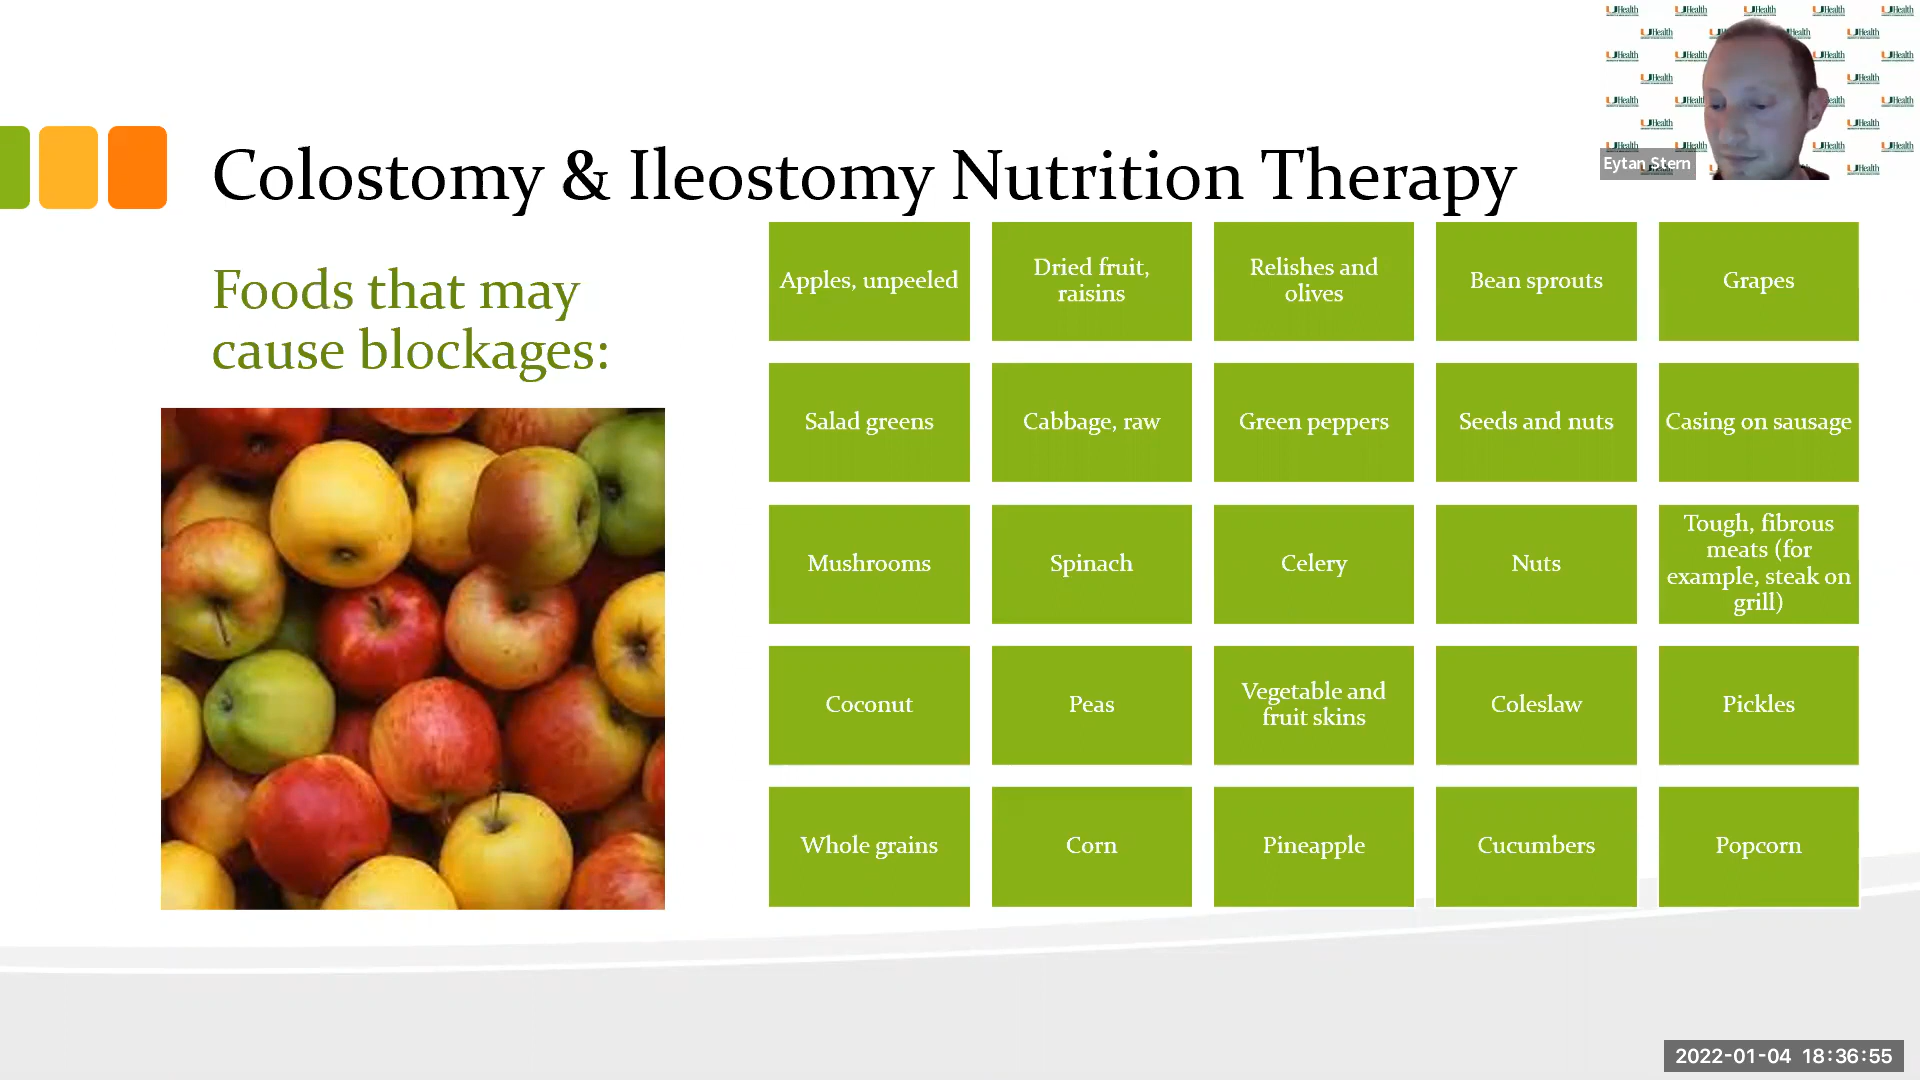 Colostomy & Ileostomy Nutrition Therapy
Foods that may
cause blockages:
Apples, unpeeled
Dried fruit,
raisins
Relishes and
olives
Bean sprouts
Grapes
Salad greens
Cabbage, raw
Green peppers
Seeds and nuts
Casing on sausage
Mushrooms
Spinach
Celery
Nuts
Tough, fibrous
meats (for
example, steak on
grill)
Coconut
Peas
Vegetable and
fruit skins
Coleslaw
Pickles
Whole grains
Corn
Pineapple
Cucumbers
Popcorn
UHealth
Eytan Stern
2022-01-04 18:36:55